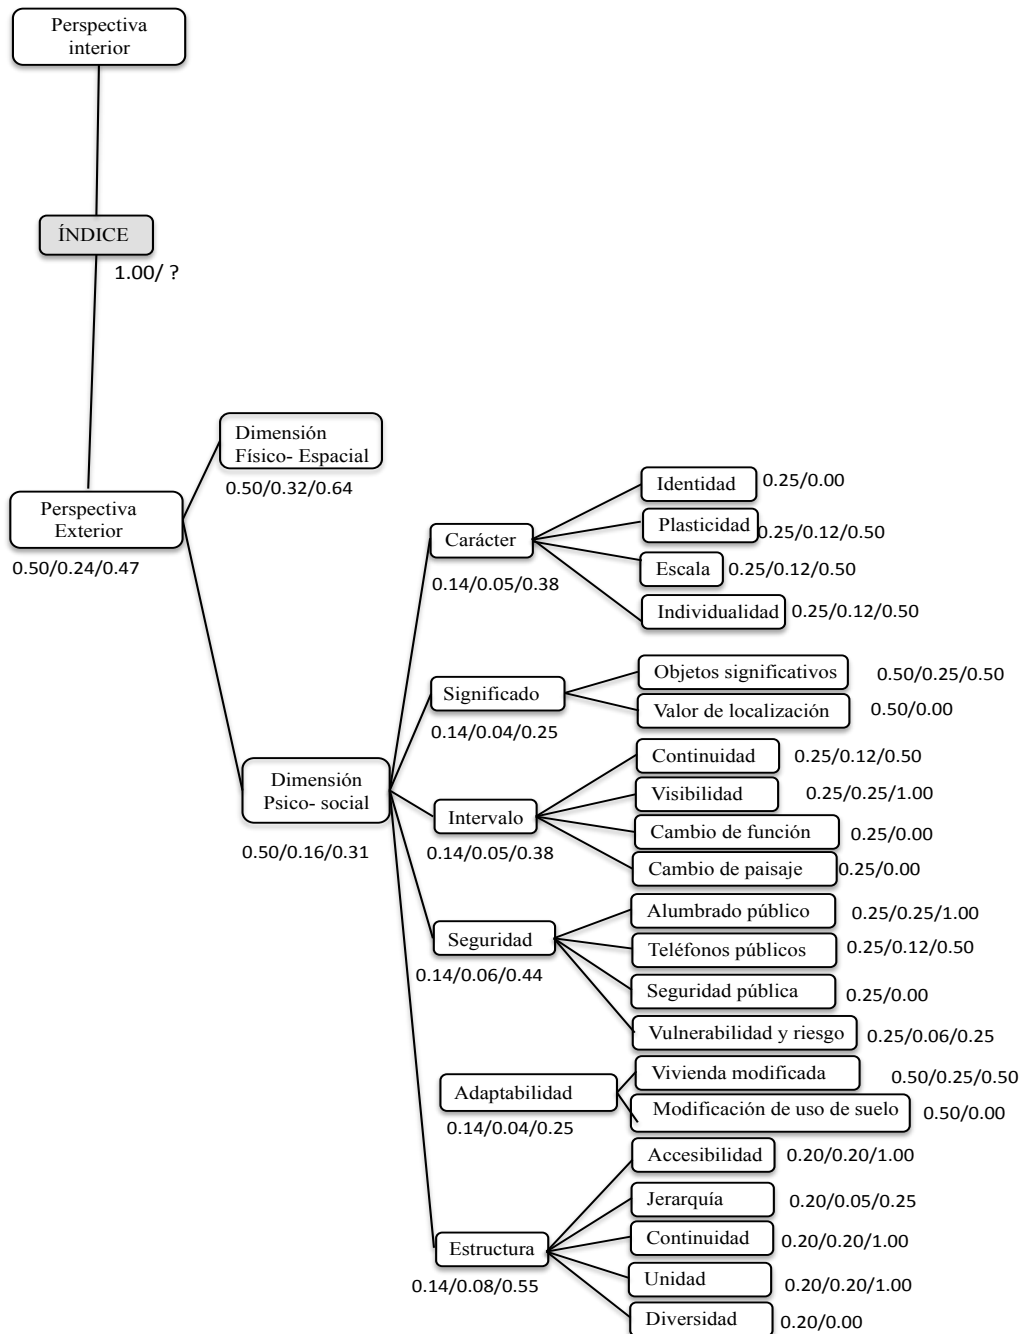 Perspectiva
interior
ÍNDICE
1.00/ ?
Perspectiva
Exterior
0.50/0.24/0.47
Dimensión
Físico- Espacial
0.50/0.32/0.64
Dimensión
Psico- social
0.50/0.16/0.31
Carácter
0.14/0.05/0.38
Identidad 0.25/0.00
Plasticidad 0.25/0.12/0.50
Escala 0.25/0.12/0.50
Individualidad 0.25/0.12/0.50
Significado
0.14/0.04/0.25
Objetos significativos 0.50/0.25/0.50
Valor de localización 0.50/0.00
Intervalo
0.14/0.05/0.38
Continuidad 0.25/0.12/0.50
Visibilidad 0.25/0.25/1.00
Cambio de función 0.25/0.00
Cambio de paisaje 0.25/0.00
Seguridad
0.14/0.06/0.44
Alumbrado público 0.25/0.25/1.00
Teléfonos públicos 0.25/0.12/0.50
Seguridad pública 0.25/0.00
Vulnerabilidad y riesgo 0.25/0.06/0.25
Adaptabilidad
0.14/0.04/0.25
Vivienda modificada 0.50/0.25/0.50
Modificación de uso de suelo 0.50/0.00
Estructura
0.14/0.08/0.55
Accesibilidad 0.20/0.20/1.00
Jerarquía 0.20/0.05/0.25
Continuidad 0.20/0.20/1.00
Unidad 0.20/0.20/1.00
Diversidad 0.20/0.00